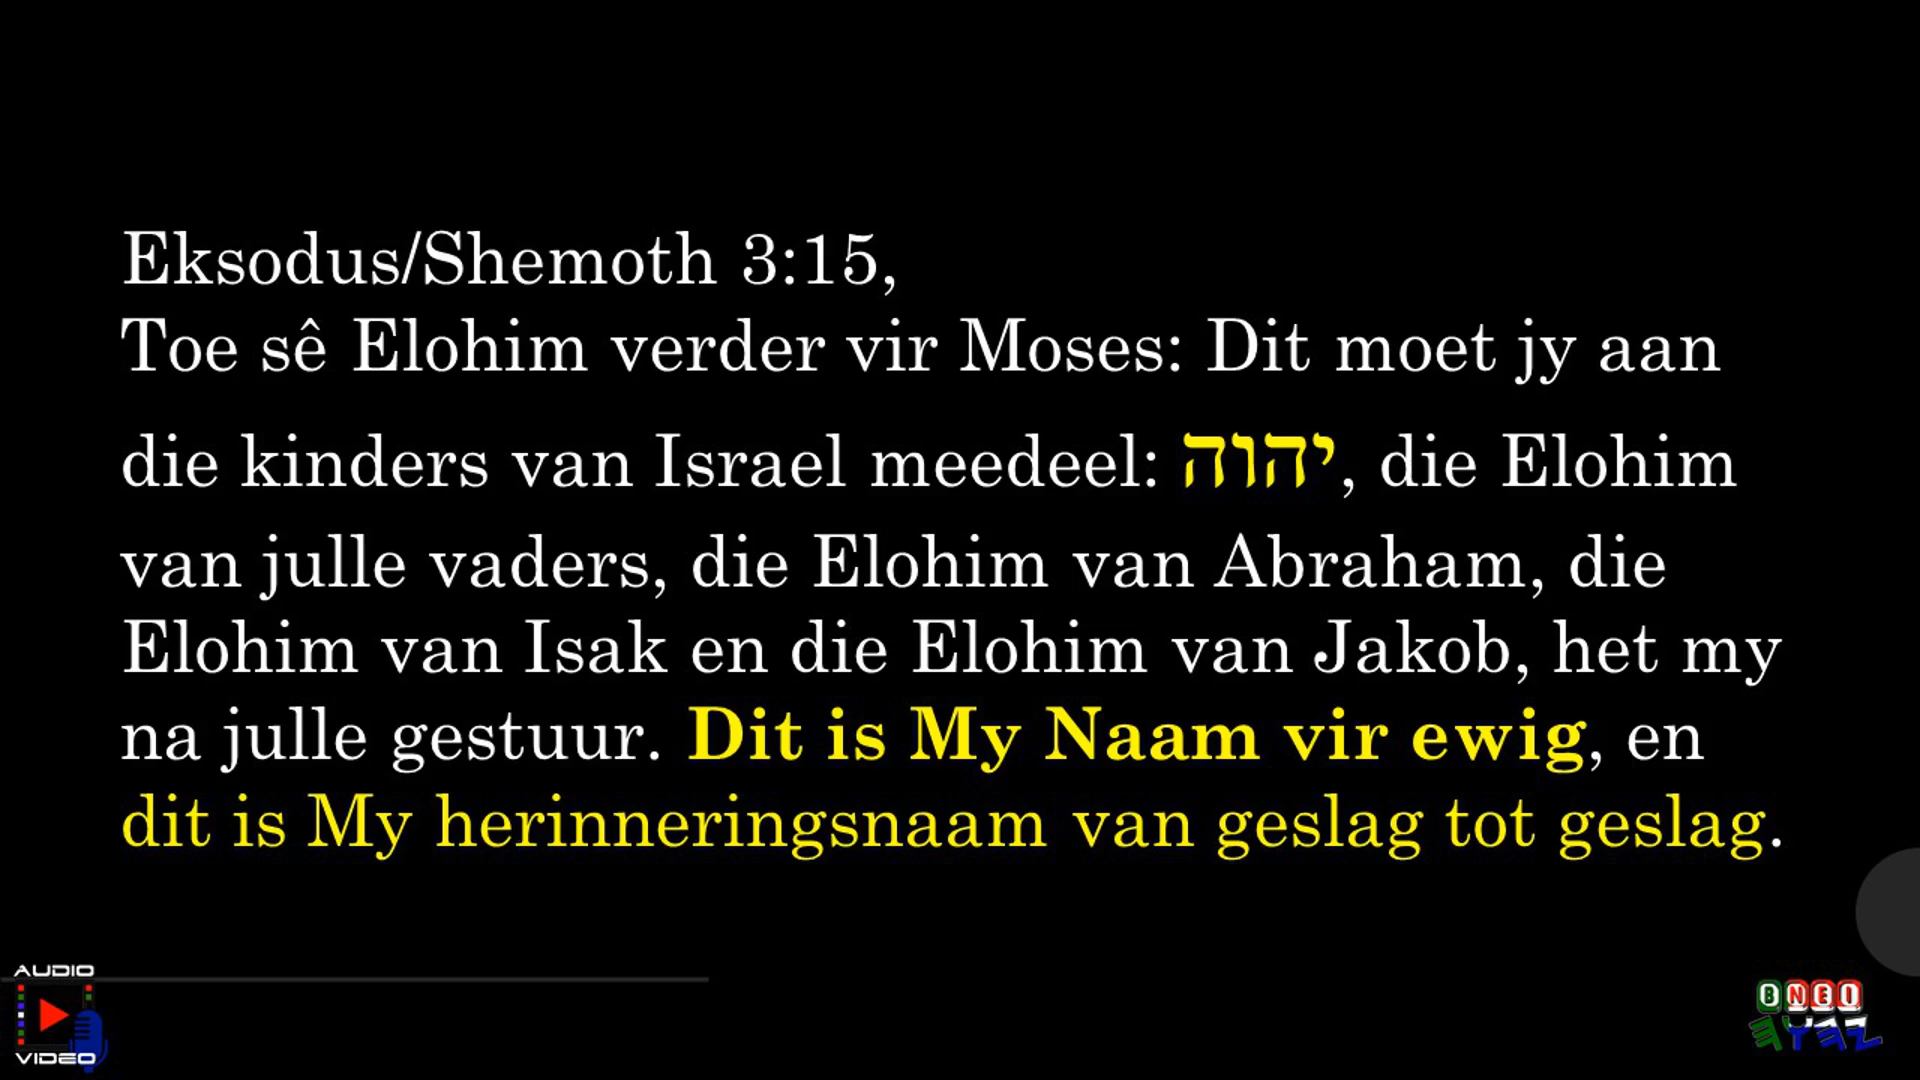 Eksodus/Shemoth 3:15,
Toe sê Elohim verder vir Moses: Dit moet jy aan
die kinders van Israel meedeel: יהוה, die Elohim
van julle vaders, die Elohim van Abraham, die
Elohim van Isak en die Elohim van Jakob, het my
na julle gestuur. Dit is My Naam vir ewig, en
dit is My herinneringsnaam van geslag tot geslag.
AUDIO
VIDEO
BNEI
𐤉𐤄𐤅𐤄